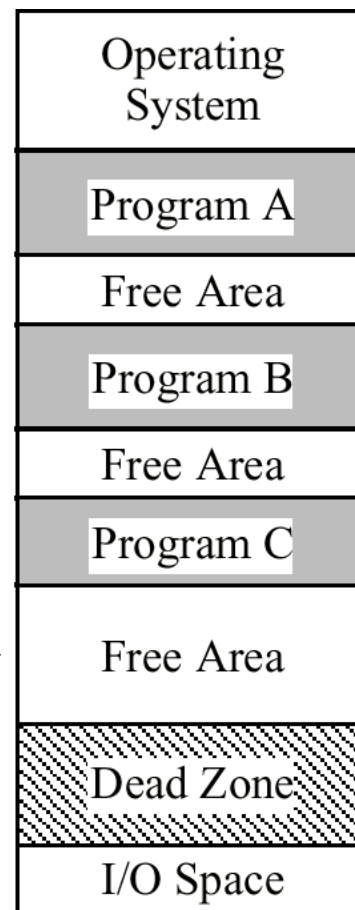 Operating
System
Program A
Free Area
Program B
Free Area
Program C
Free Area
Dead Zone
I/O Space